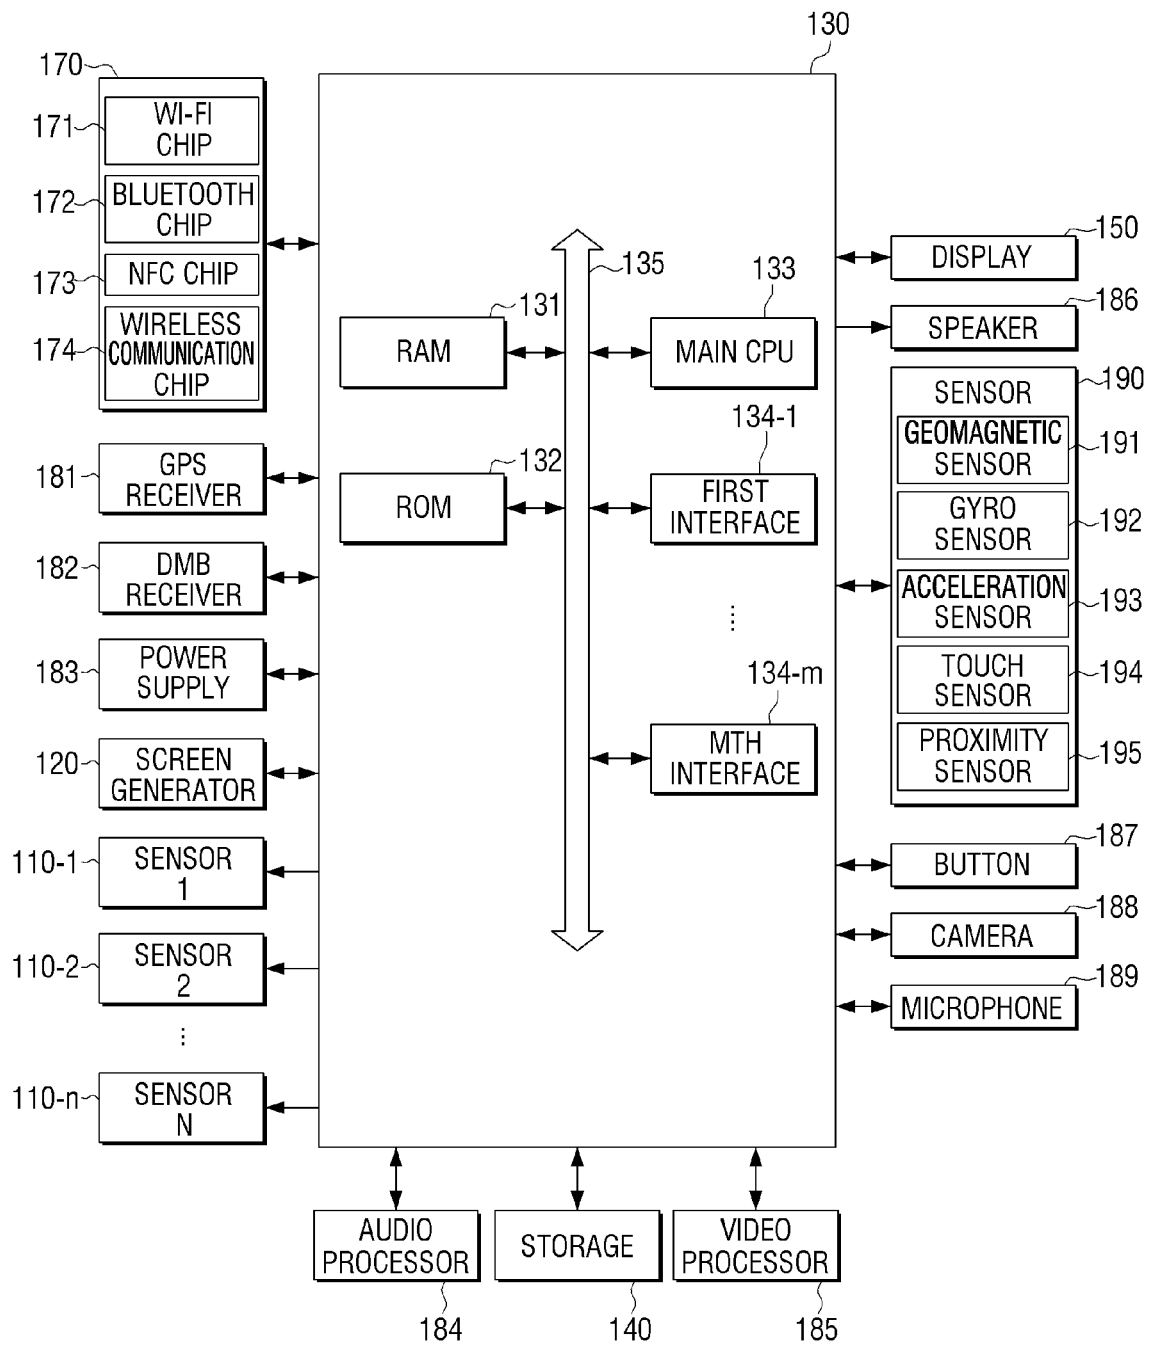 130
170
171
WI-FI
CHIP
172
BLUETOOTH
CHIP
173
NFC CHIP
174
WIRELESS
COMMUNICATION
CHIP
181
GPS
RECEIVER
182
DMB
RECEIVER
183
POWER
SUPPLY
120
SCREEN
GENERATOR
110-1
SENSOR
1
110-2
SENSOR
2
⋮
110-n
SENSOR
N
135
131
RAM
132
ROM
133
MAIN CPU
134-1
FIRST
INTERFACE
⋮
134-m
MTH
INTERFACE
150
DISPLAY
186
SPEAKER
190
SENSOR
GEOMAGNETIC
SENSOR
191
GYRO
SENSOR
192
ACCELERATION
SENSOR
193
TOUCH
SENSOR
194
PROXIMITY
SENSOR
195
187
BUTTON
188
CAMERA
189
MICROPHONE
AUDIO
PROCESSOR
184
STORAGE
140
VIDEO
PROCESSOR
185